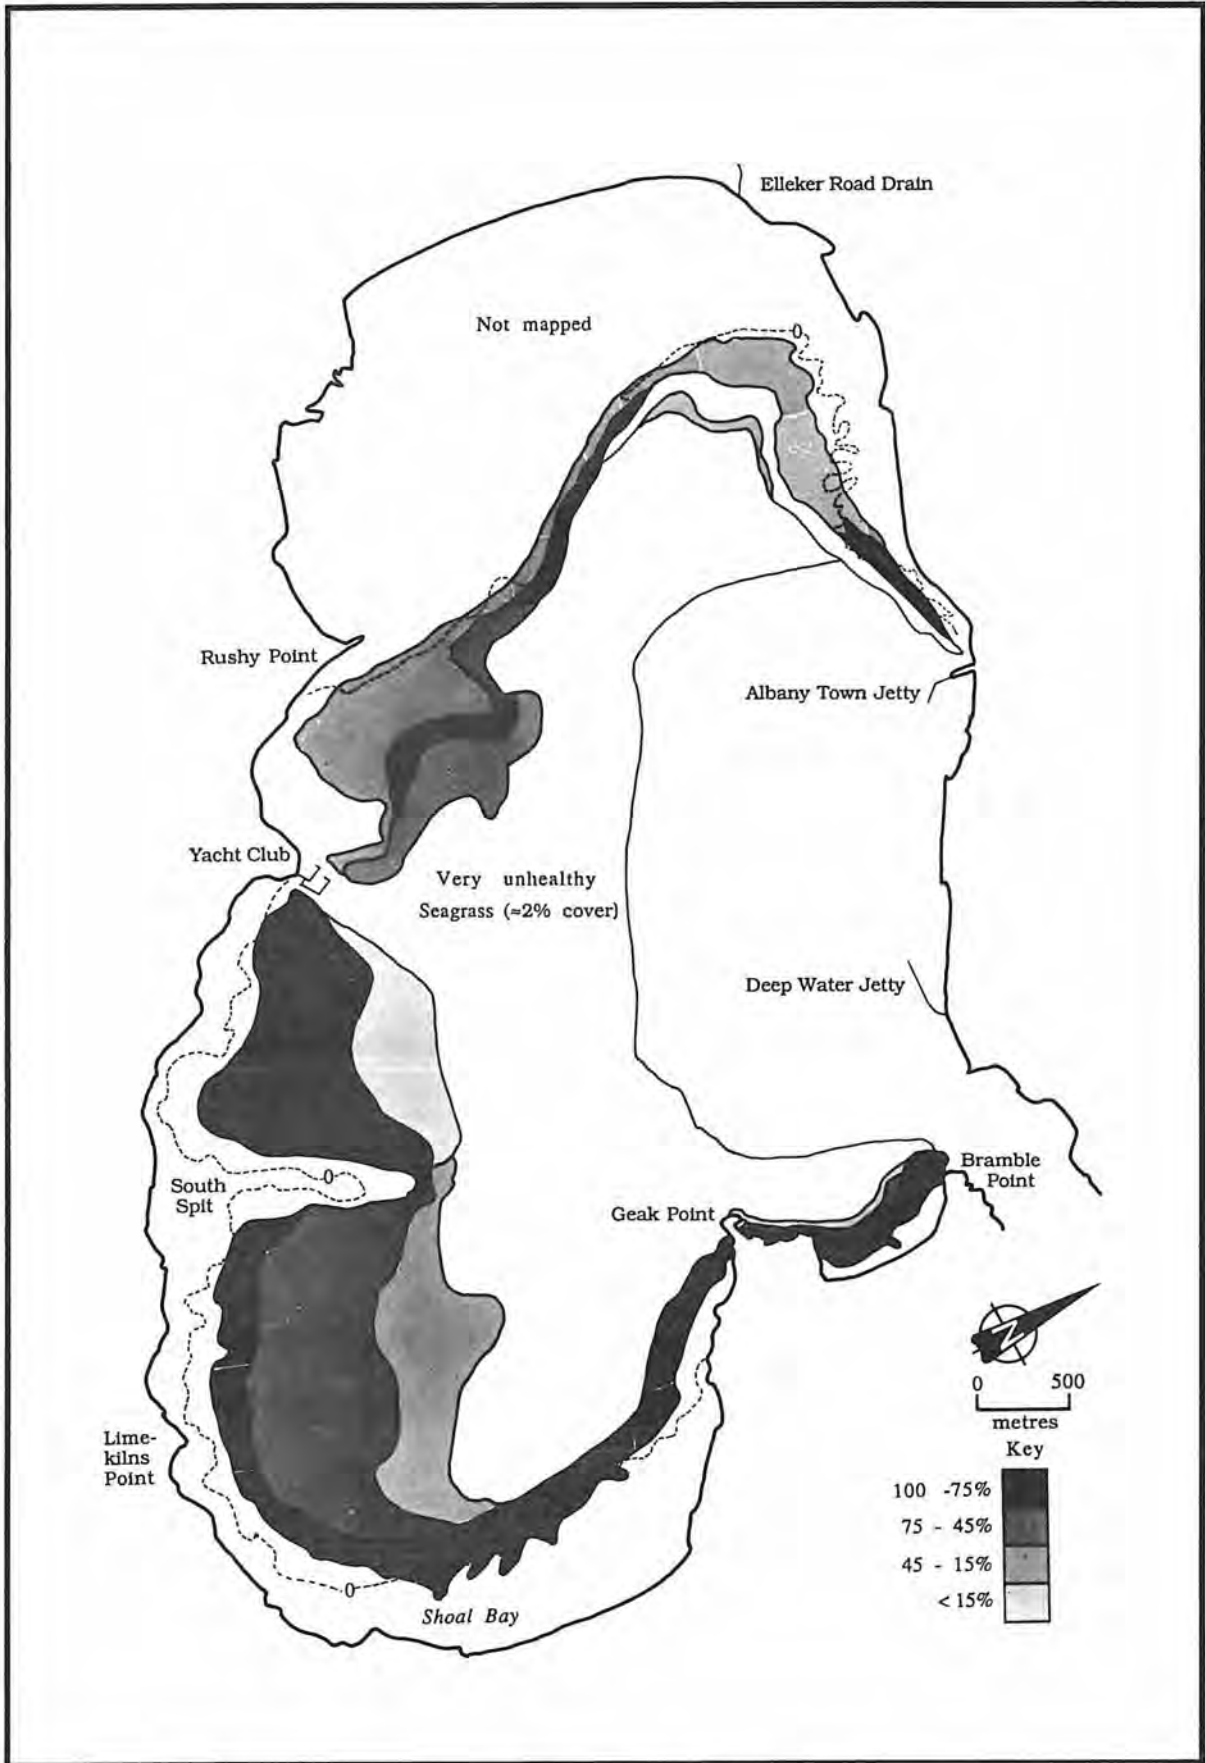 Elleker Road Drain
Not mapped
0
Rushy Point
Albany Town Jetty
Yacht Club
Very unhealthy
Seagrass (≈2% cover)
Deep Water Jetty
0
South
Spit
Bramble
Point
Geak Point
N
0 500
metres
Key
Lime-
kilns
Point
100 -75%
75 - 45%
45 - 15%
< 15%
0
Shoal Bay